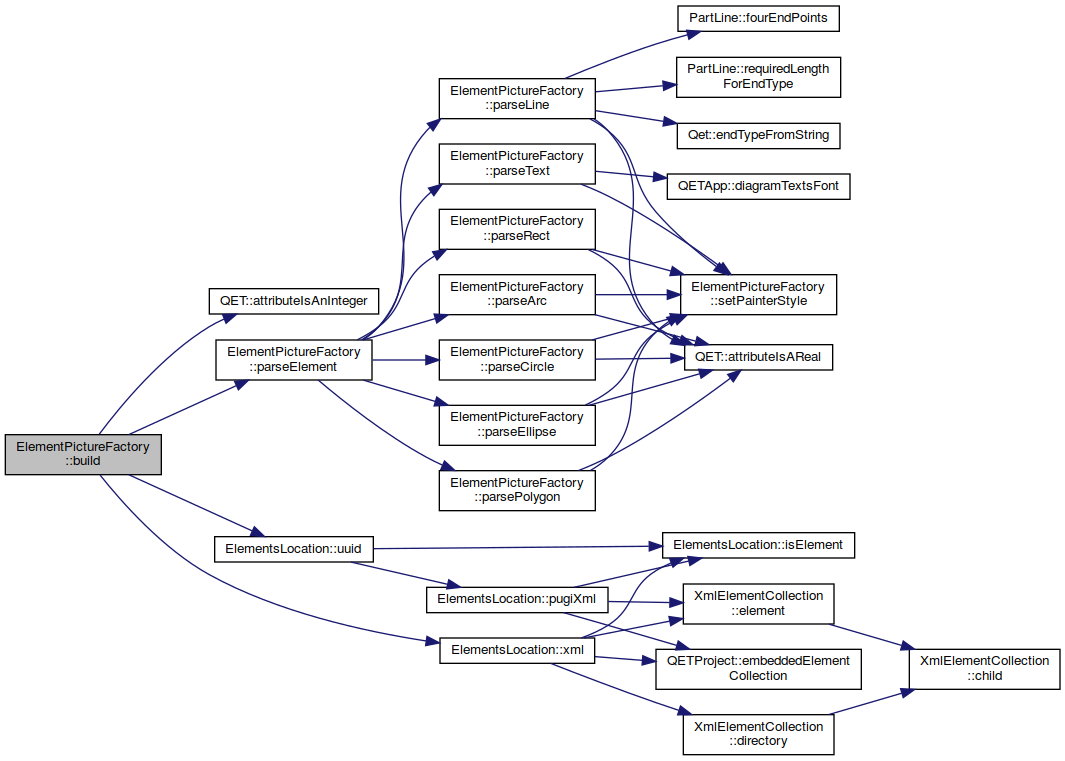 PartLine::fourEndPoints
PartLine::requiredLength
ForEndType
ElementPictureFactory
::parseLine
Qet::endTypeFromString
ElementPictureFactory
::parseText
QETApp::diagramTextsFont
ElementPictureFactory
::parseRect
ElementPictureFactory
::parseArc
ElementPictureFactory
::setPainterStyle
QET::attributeIsAnInteger
ElementPictureFactory
::parseElement
ElementPictureFactory
::parseCircle
QET::attributeIsAReal
ElementPictureFactory
::parseEllipse
ElementPictureFactory
::build
ElementPictureFactory
::parsePolygon
ElementsLocation::uuid
ElementsLocation::isElement
ElementsLocation::pugiXml
XmlElementCollection
::element
ElementsLocation::xml
QETProject::embeddedElement
Collection
XmlElementCollection
::child
XmlElementCollection
::directory